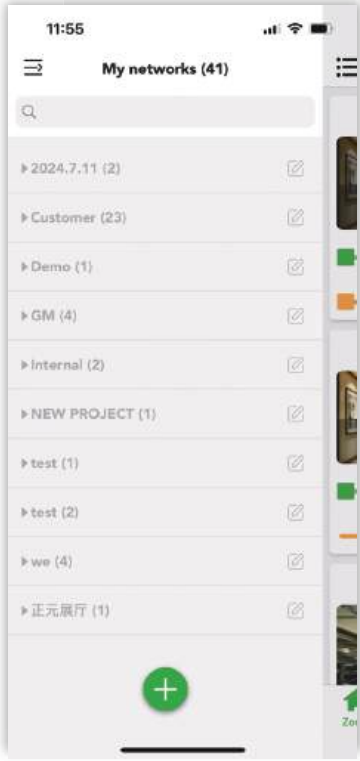 11:55
My networks (41)
2024.7.11 (2)
Customer (23)
Demo (1)
GM (4)
Internal (2)
NEW PROJECT (1)
test (1)
test (2)
we (4)
正元展厅 (1)